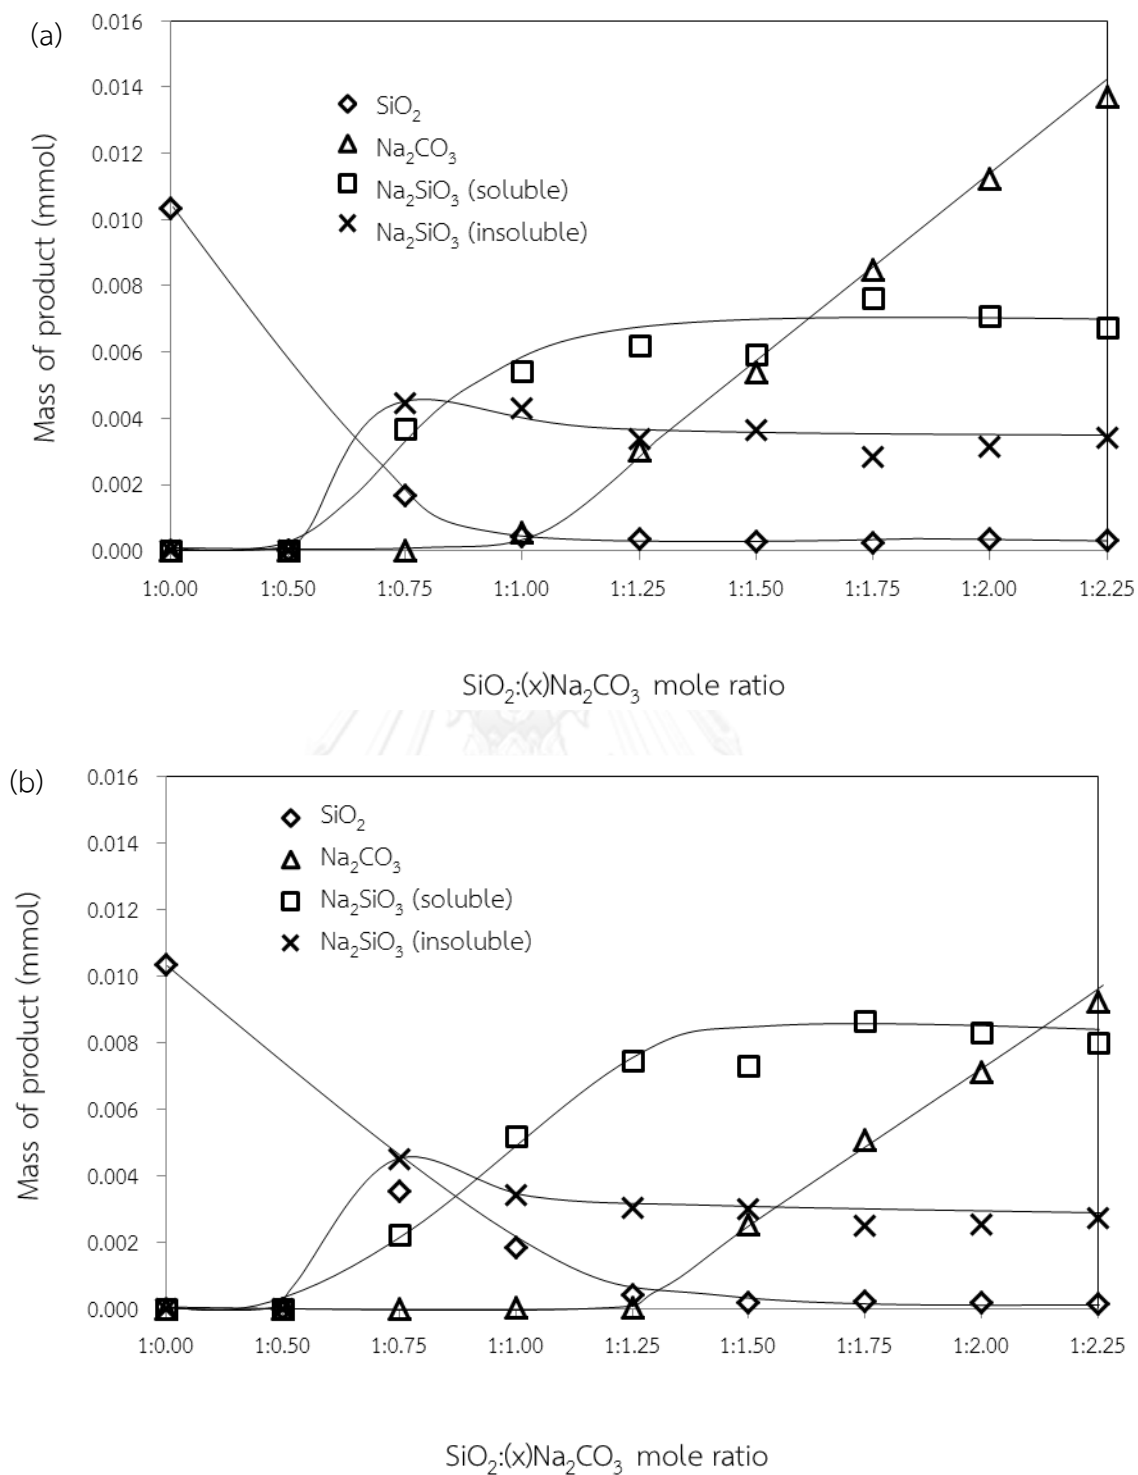 (a)
Mass of product (mmol)
0.016
0.014
0.012
0.010
0.008
0.006
0.004
0.002
0.000
SiO₂
Na₂CO₃
Na₂SiO₃ (soluble)
Na₂SiO₃ (insoluble)
1:0.00 1:0.50 1:0.75 1:1.00 1:1.25 1:1.50 1:1.75 1:2.00 1:2.25
SiO₂:(x)Na₂CO₃ mole ratio
(b)
Mass of product (mmol)
0.016
0.014
0.012
0.010
0.008
0.006
0.004
0.002
0.000
SiO₂
Na₂CO₃
Na₂SiO₃ (soluble)
Na₂SiO₃ (insoluble)
1:0.00 1:0.50 1:0.75 1:1.00 1:1.25 1:1.50 1:1.75 1:2.00 1:2.25
SiO₂:(x)Na₂CO₃ mole ratio